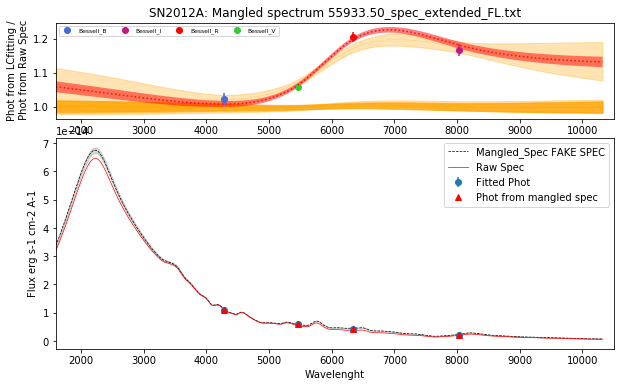 SN2012A: Mangled spectrum 55933.50_spec_extended_FL.txt
Phot from LCfitting /
Phot from Raw Spec
1.2
1.1
1.0
Bessell_B
Bessell_I
Bessell_R
Bessell_V
2000 3000 4000 5000 6000 7000 8000 9000 10000
1e−14
Flux erg s-1 cm-2 A-1
7
6
5
4
3
2
1
0
Mangled_Spec FAKE SPEC
Raw Spec
Fitted Phot
Phot from mangled spec
2000 3000 4000 5000 6000 7000 8000 9000 10000
Wavelenght